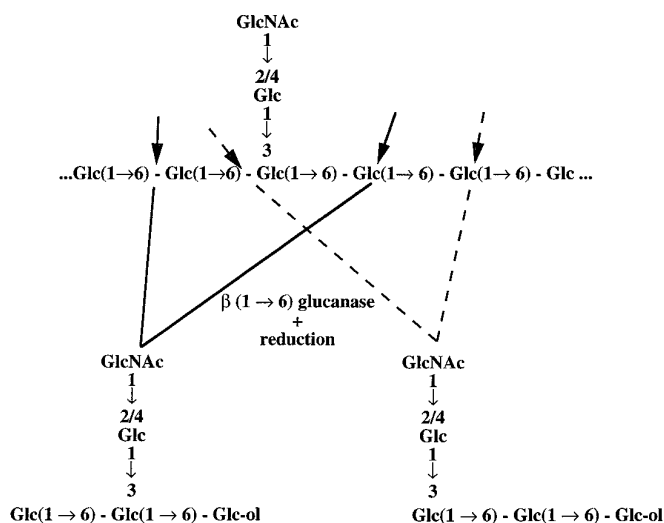 GlcNAc
1
↓
2/4
Glc
1
↓
3
...Glc(1→6) - Glc(1→6) - Glc(1→6) - Glc(1→6) - Glc(1→6) - Glc ...
β (1→6) glucanase
+
reduction
GlcNAc
1
↓
2/4
Glc
1
↓
3
Glc(1→6) - Glc(1→6) - Glc-ol
GlcNAc
1
↓
2/4
Glc
1
↓
3
Glc(1→6) - Glc(1→6) - Glc-ol